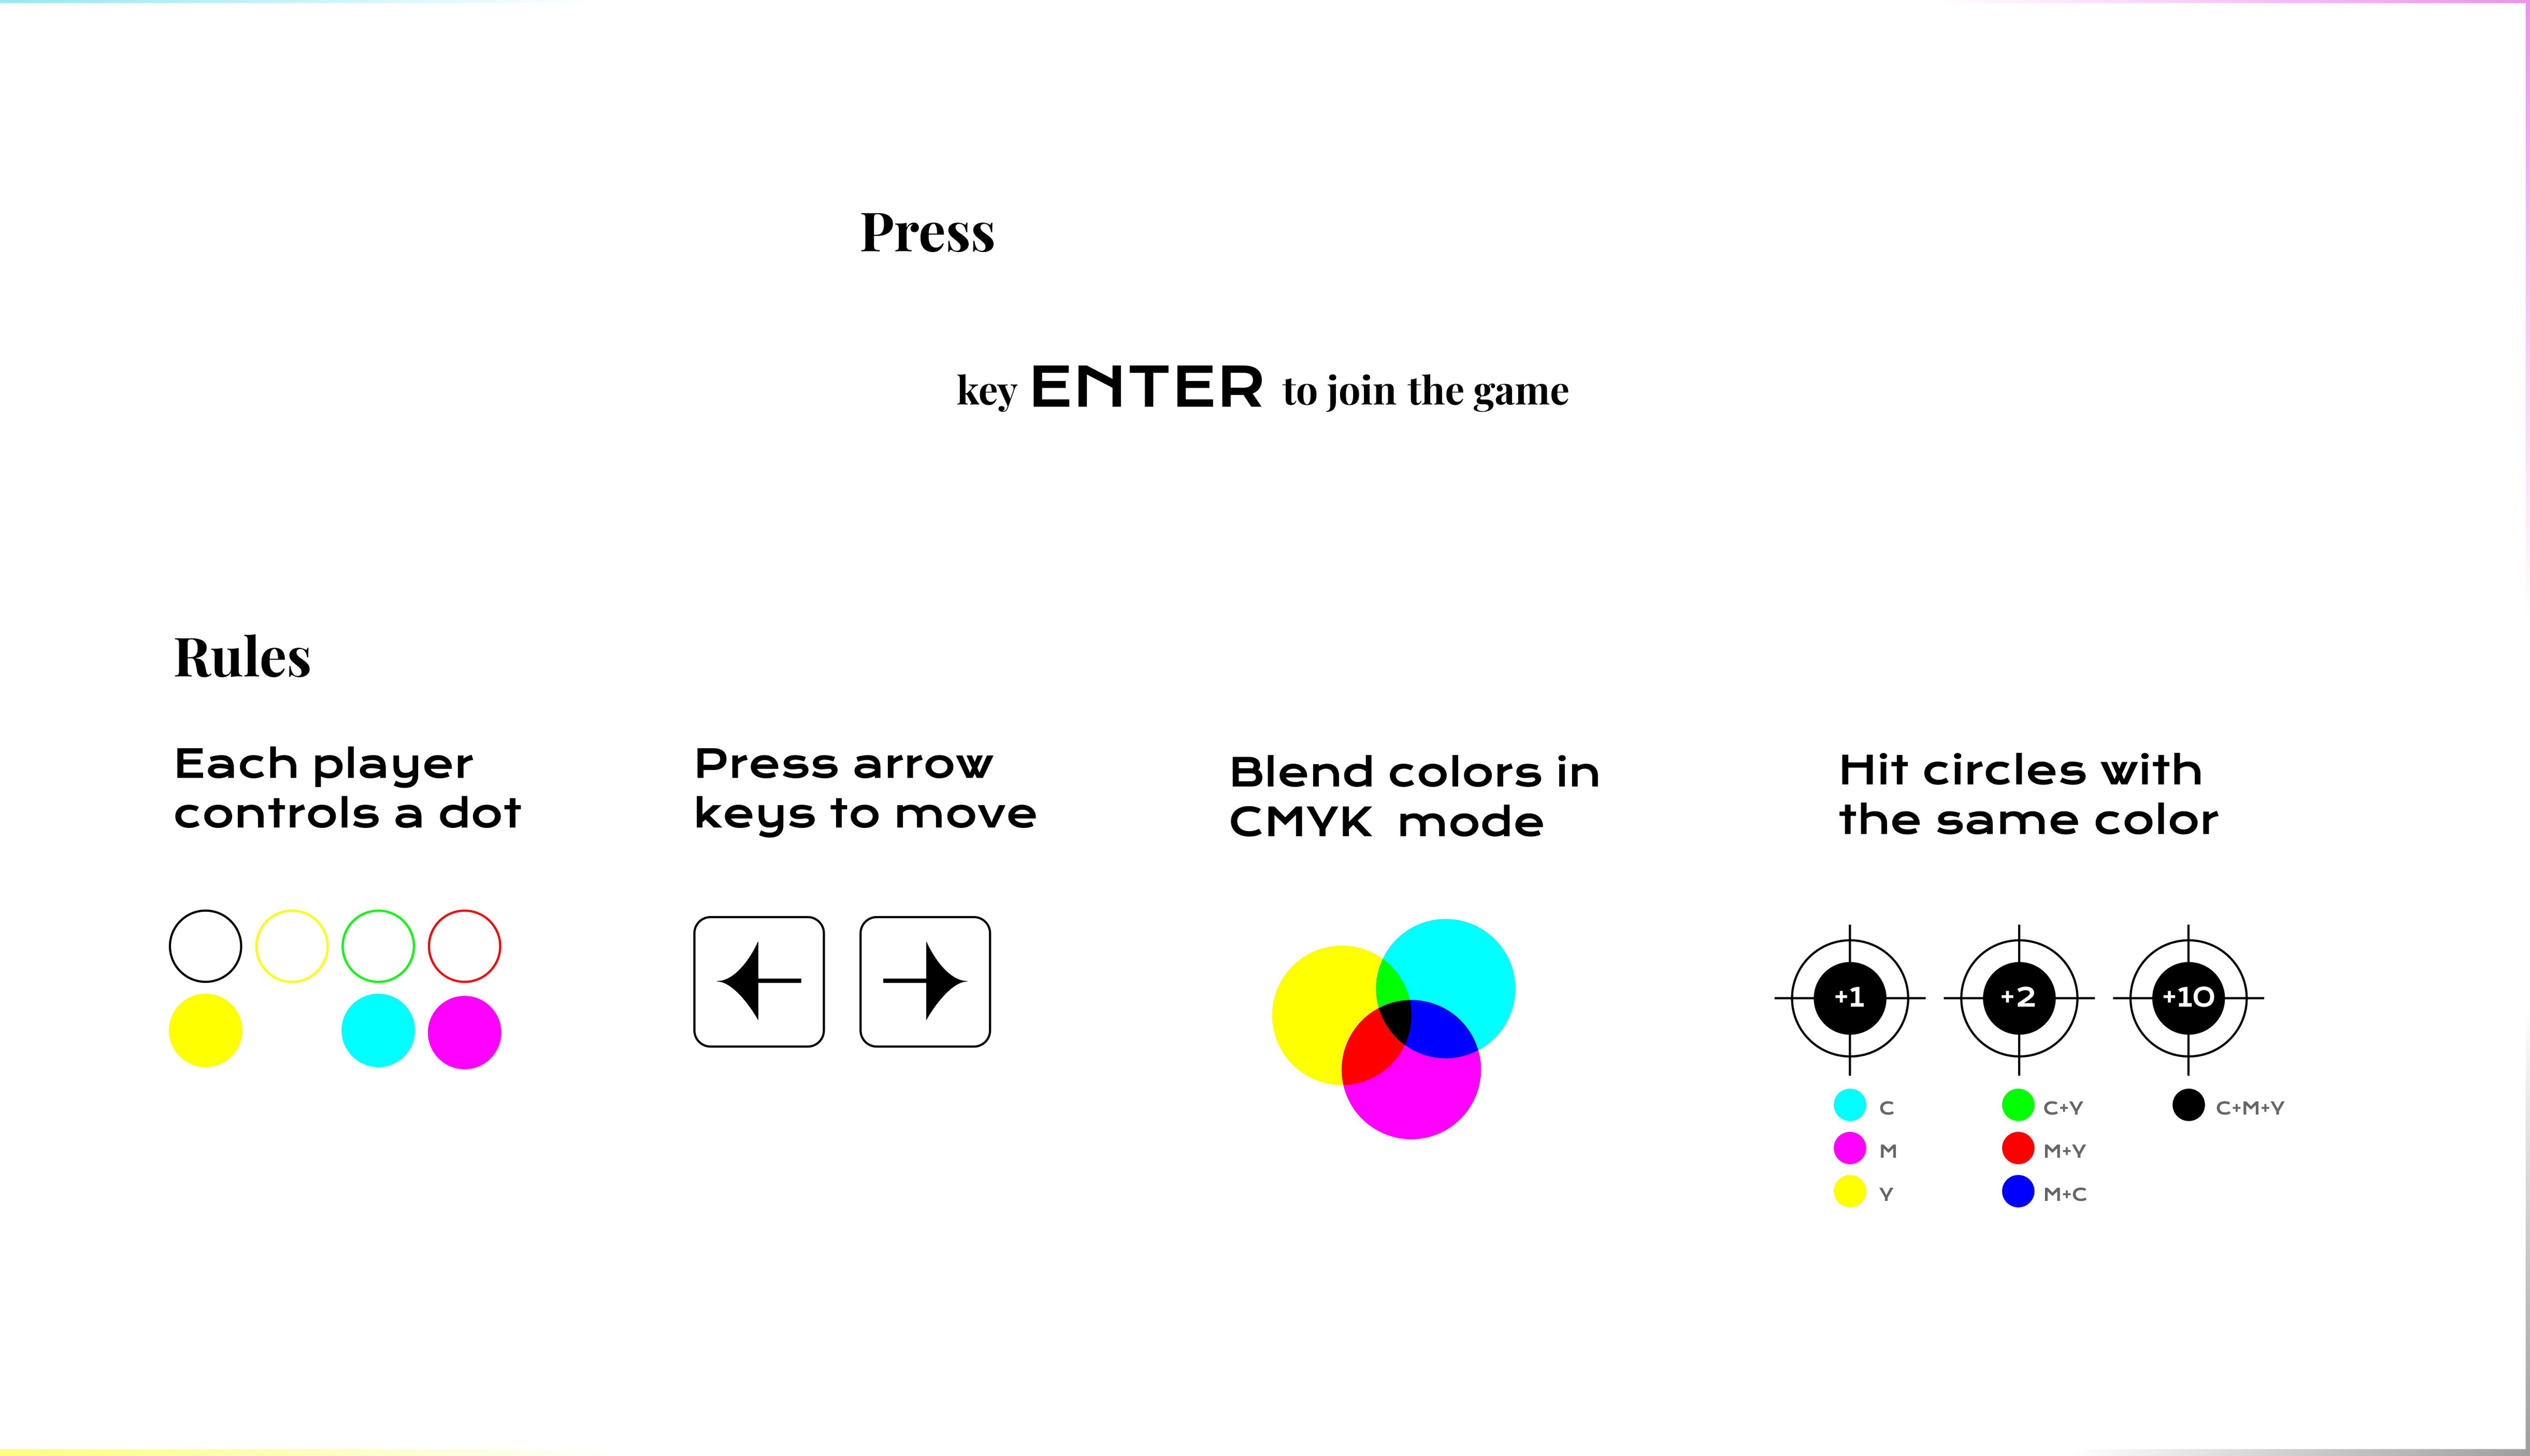 Press
key ENTER to join the game
Rules
Each player
controls a dot
Press arrow
keys to move
Blend colors in
CMYK  mode
Hit circles with
the same color
+1
+2
+10
C
M
Y
C+Y
M+Y
M+C
C+M+Y